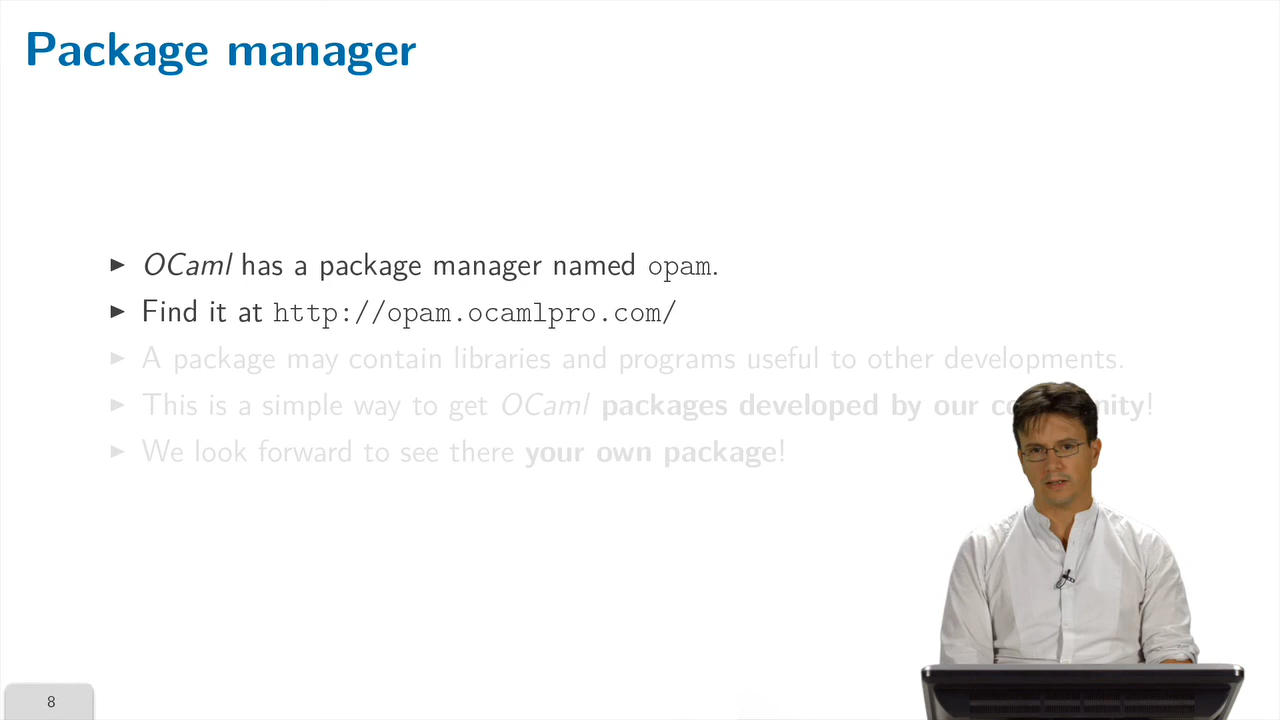 Package manager
▶ OCaml has a package manager named opam.
▶ Find it at http://opam.ocamlpro.com/
▶ A package may contain libraries and programs useful to other developments.
▶ This is a simple way to get OCaml packages developed by our community!
▶ We look forward to see there your own package!
8